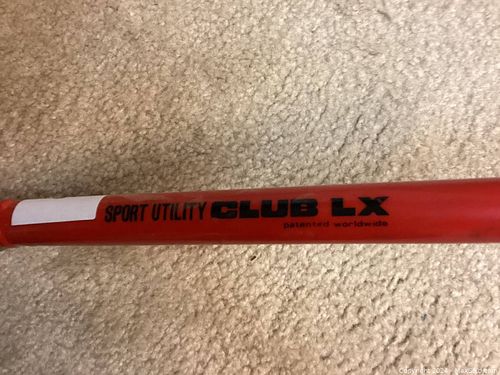 SPORT UTILITY CLUB LX
patented worldwide